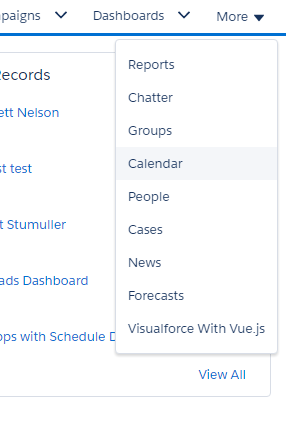 paigns Dashboards More
Records
Reports
Chatter
ett Nelson
Groups
Calendar
st test
People
t Stumuller
Cases
News
ads Dashboard
Forecasts
pps with Schedule D
Visualforce With Vue.js
View All